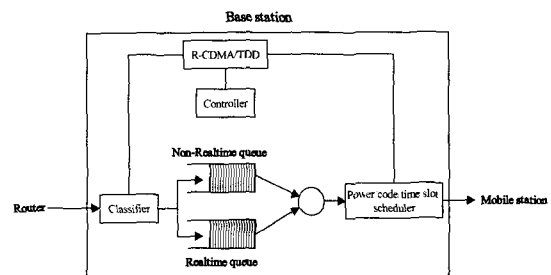 Base station
R-CDMA/TDD
Controller
Non-Realtime queue
Router
Classifier
Power code time slot
scheduler
Mobile station
Realtime queue